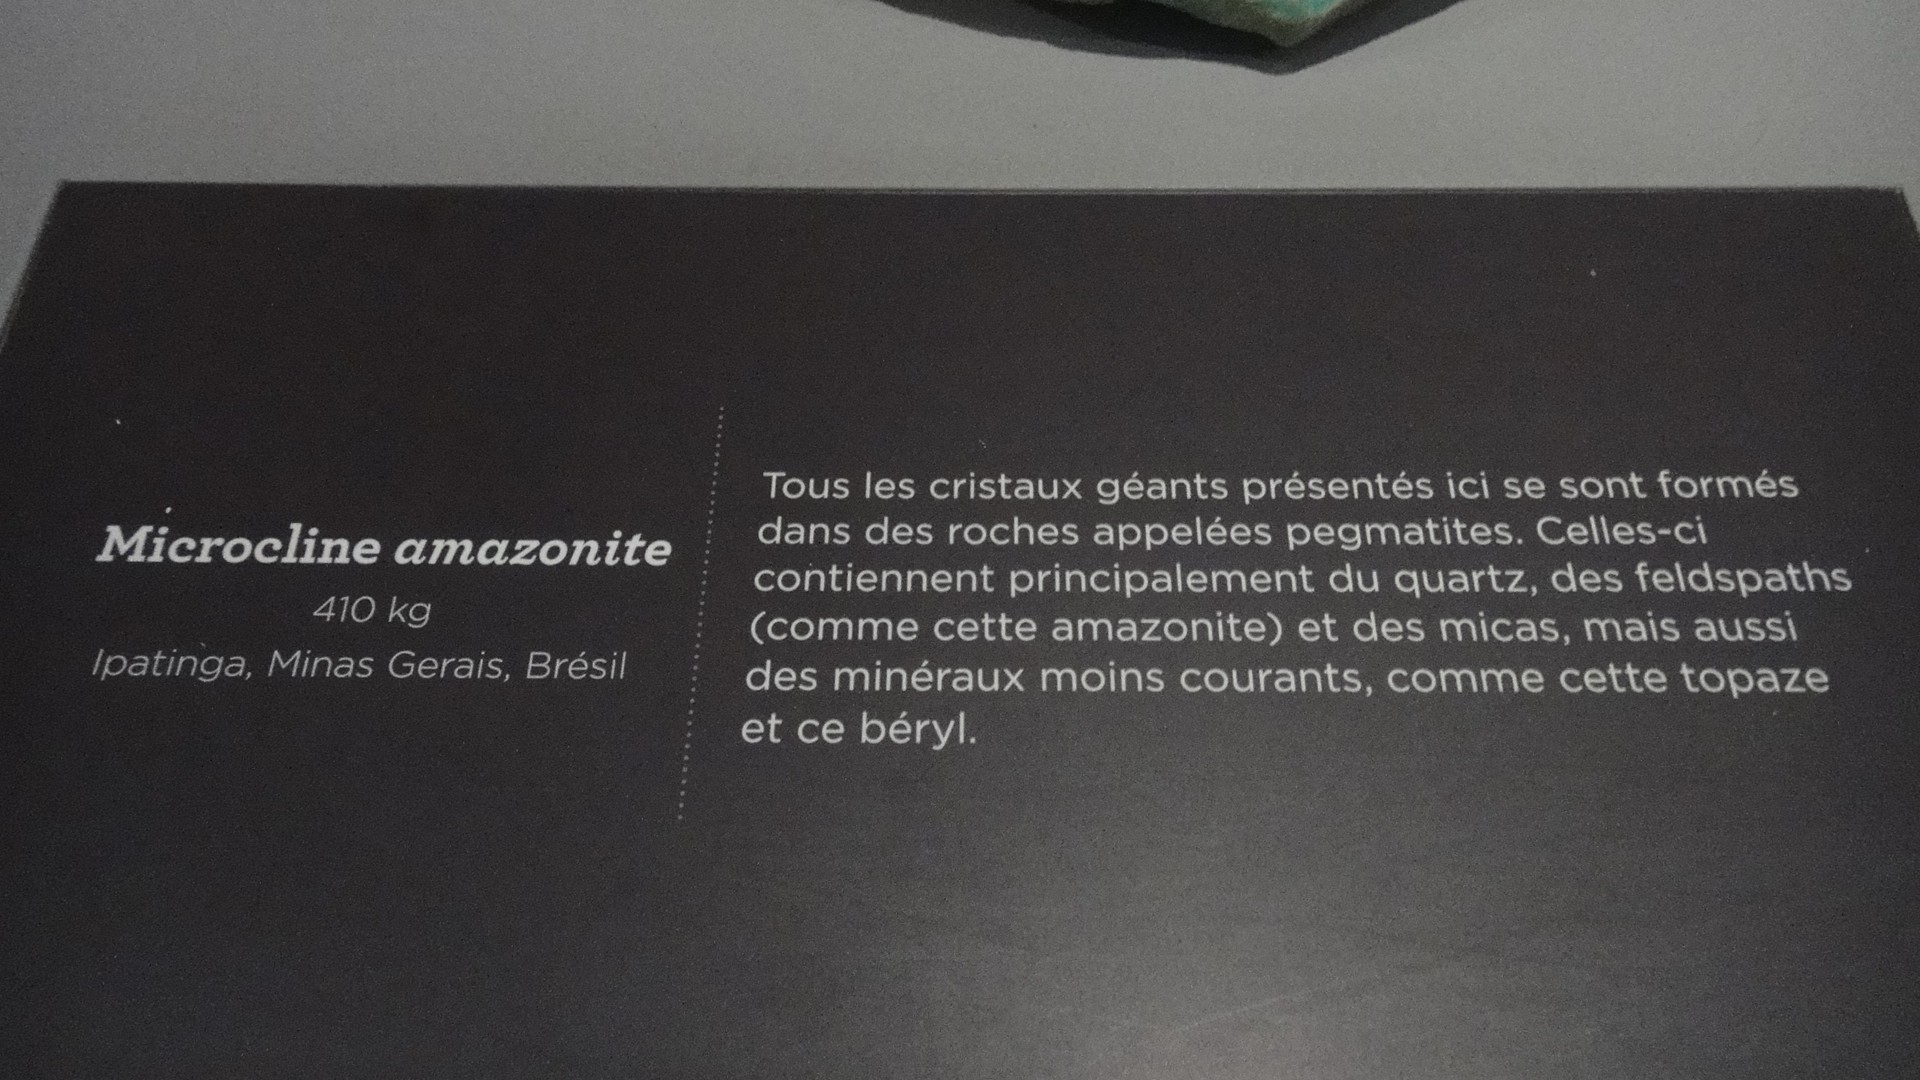 Microcline amazonite
410 kg
Ipatinga, Minas Gerais, Brésil
Tous les cristaux géants présentés ici se sont formés
dans des roches appelées pegmatites. Celles-ci
contiennent principalement du quartz, des feldspaths
(comme cette amazonite) et des micas, mais aussi
des minéraux moins courants, comme cette topaze
et ce béryl.